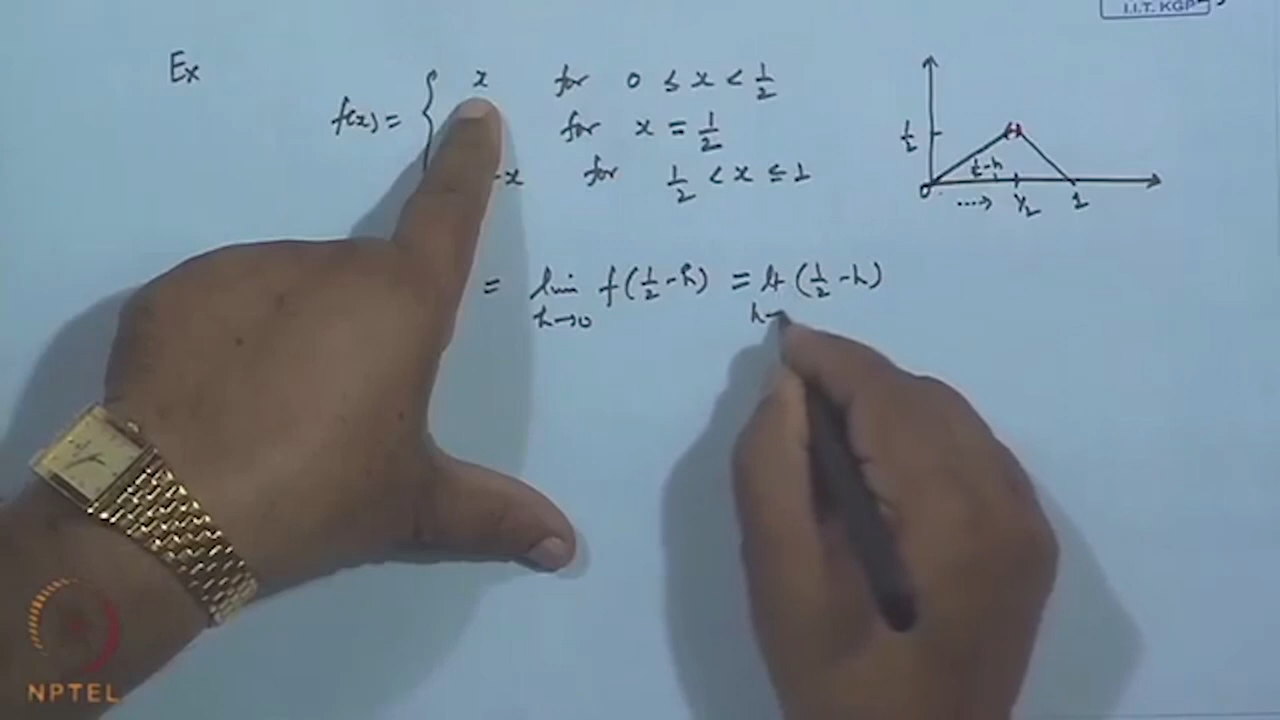 I.I.T. KGP
Ex
f(x) = { x for 0 ≤ x < 1/2
for x = 1/2
-x for 1/2 < x ≤ 1
1/2
1/2-h
0 ....→ 1/2 1
= lim h→0 f(1/2-h) = lt h→ (1/2-h)
NPTEL